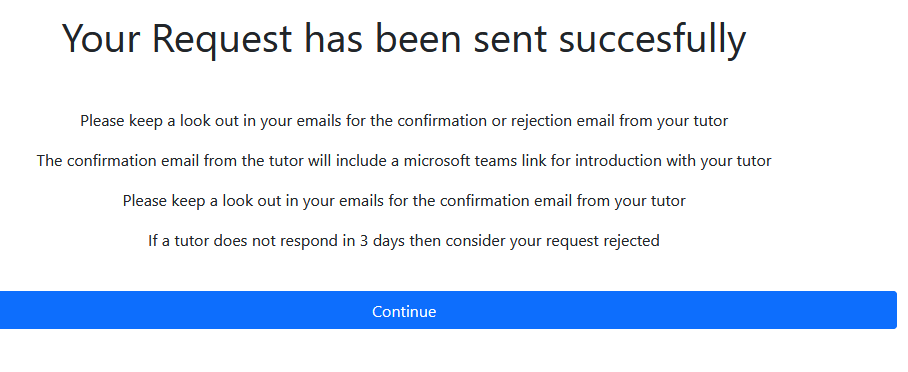 Your Request has been sent succesfully
Please keep a look out in your emails for the confirmation or rejection email from your tutor
The confirmation email from the tutor will include a microsoft teams link for introduction with your tutor
Please keep a look out in your emails for the confirmation email from your tutor
If a tutor does not respond in 3 days then consider your request rejected
Continue